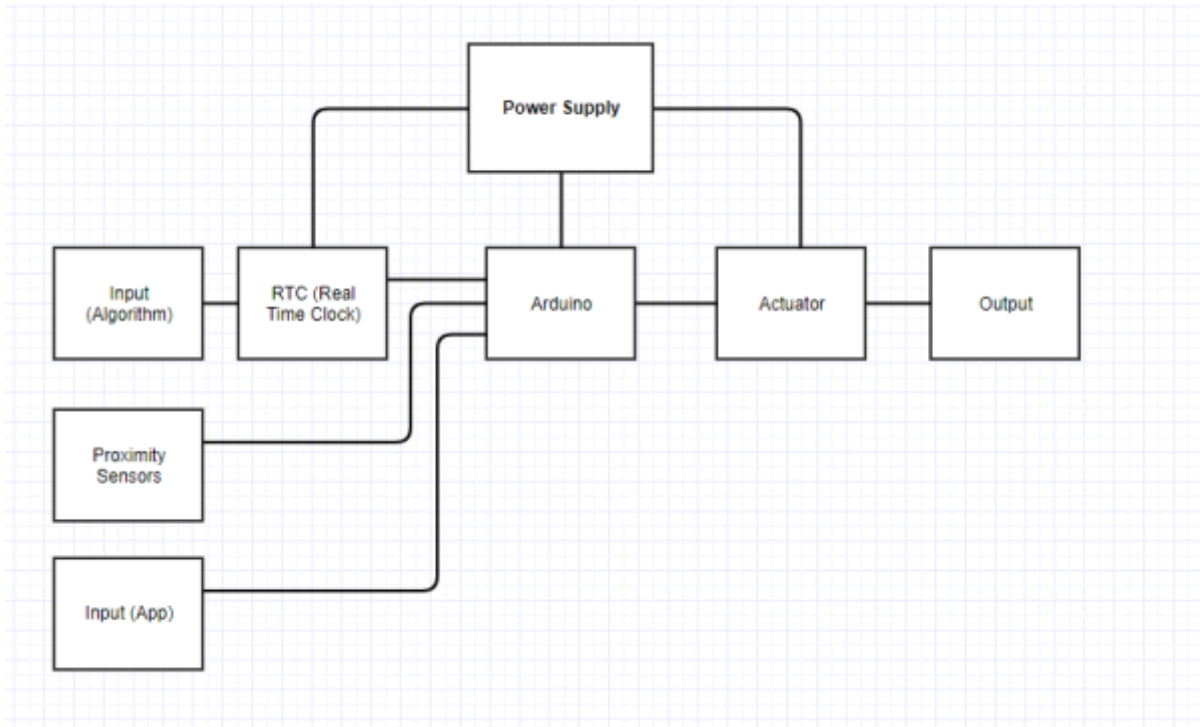 Power Supply
Input
(Algorithm)
RTC (Real
Time Clock)
Arduino
Actuator
Output
Proximity
Sensors
Input (App)